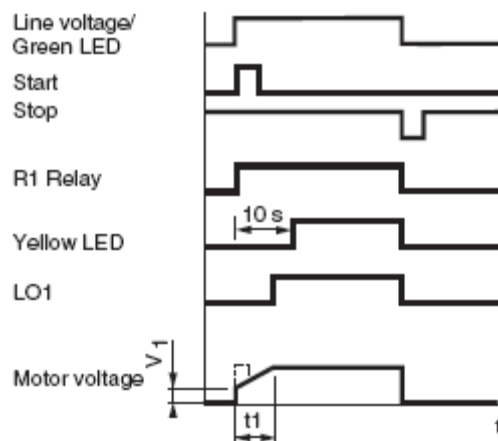 Line voltage/
Green LED
Start
Stop
R1 Relay
10 s
Yellow LED
LO1
V1
Motor voltage
t1
t